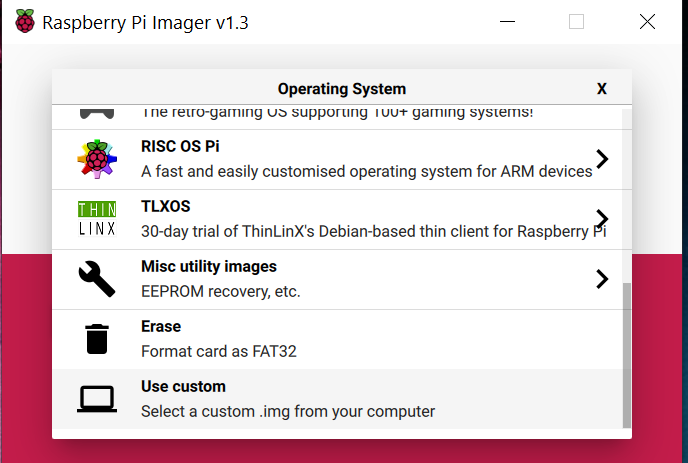 Raspberry Pi Imager v1.3
Operating System X
The retro-gaming OS supporting 100+ gaming systems!
RISC OS Pi
A fast and easily customised operating system for ARM devices
THIN
LINX
TLXOS
30-day trial of ThinLinX's Debian-based thin client for Raspberry Pi
Misc utility images
EEPROM recovery, etc.
Erase
Format card as FAT32
Use custom
Select a custom .img from your computer